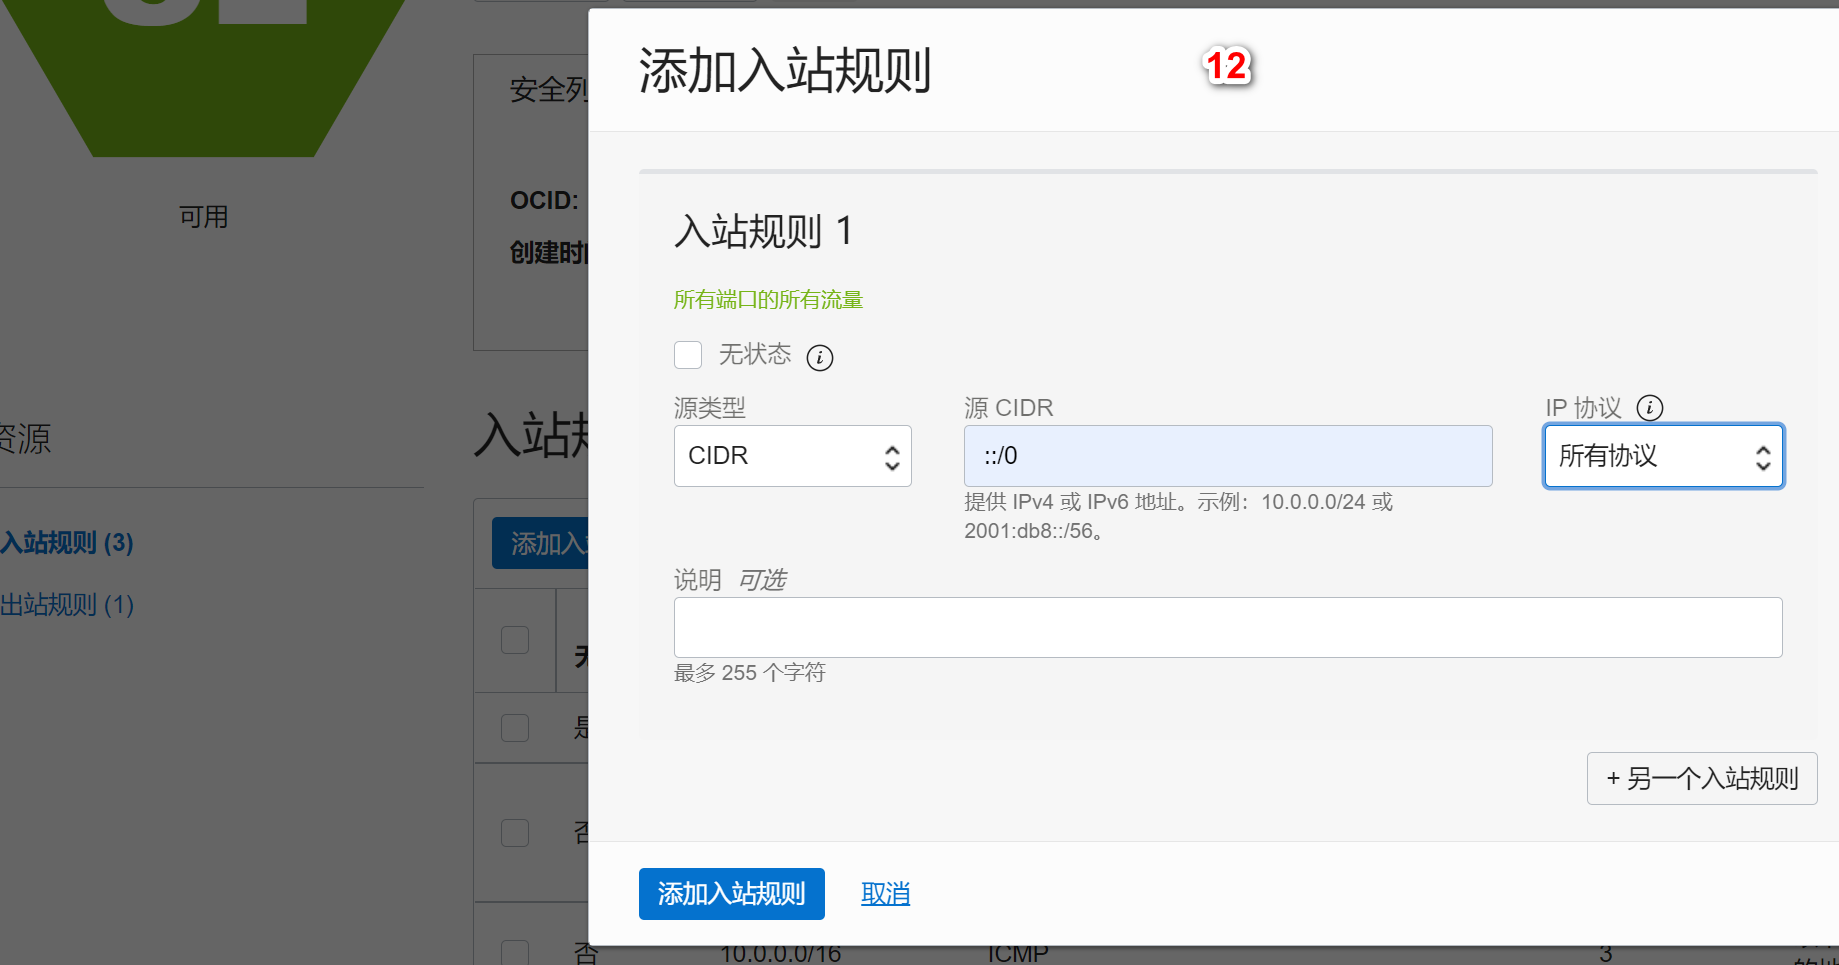 添加入站规则
12
安全列
可用
OCID:
创建时
入站规则 1
所有端口的所有流量
无状态
源类型
源 CIDR
IP 协议
CIDR
::/0
所有协议
提供 IPv4 或 IPv6 地址。示例：10.0.0.0/24 或
2001:db8::/56。
说明 可选
最多 255 个字符
+ 另一个入站规则
添加入站规则
取消
资源
入站规则 (3)
出站规则 (1)
入站
添加入
是
否
否
10.0.0.0/16
ICMP
3